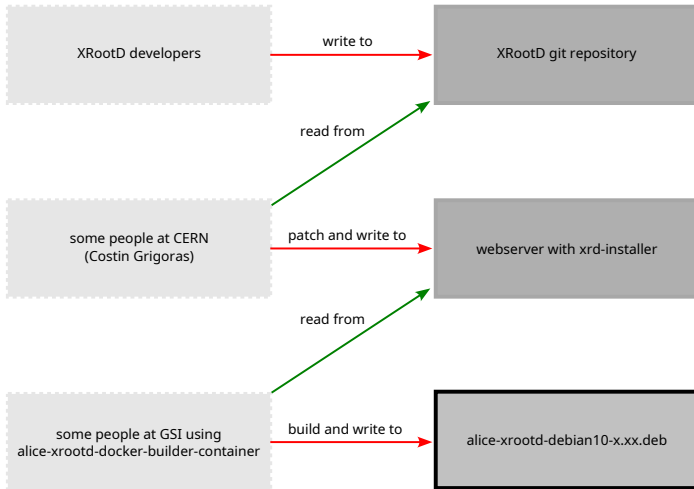 XRootD developers
write to
XRootD git repository
read from
some people at CERN
(Costin Grigoras)
patch and write to
webserver with xrd-installer
read from
some people at GSI using
alice-xrootd-docker-builder-container
build and write to
alice-xrootd-debian10-x.xx.deb